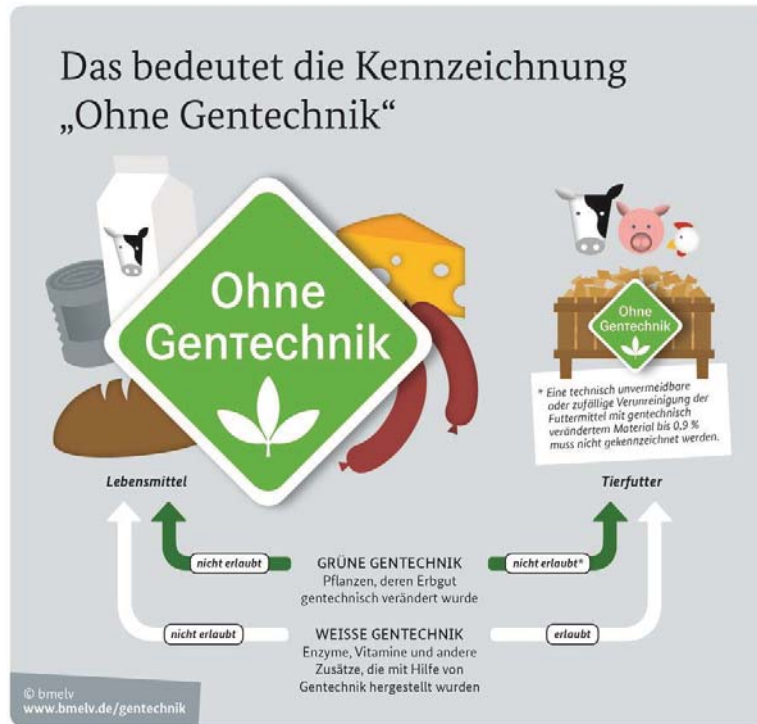 Das bedeutet die Kennzeichnung
„Ohne Gentechnik“
Ohne
Gentechnik
Ohne
Gentechnik
* Eine technisch unvermeidbare
oder zufällige Verunreinigung der
Futtermittel mit gentechnisch
verändertem Material bis 0,9 %
muss nicht gekennzeichnet werden.
Lebensmittel
Tierfutter
nicht erlaubt
GRÜNE GENTECHNIK
nicht erlaubt*
Pflanzen, deren Erbgut
gentechnisch verändert wurde
nicht erlaubt
WEISSE GENTECHNIK
erlaubt
Enzyme, Vitamine und andere
Zusätze, die mit Hilfe von
Gentechnik hergestellt wurden
© bmelv
www.bmelv.de/gentechnik